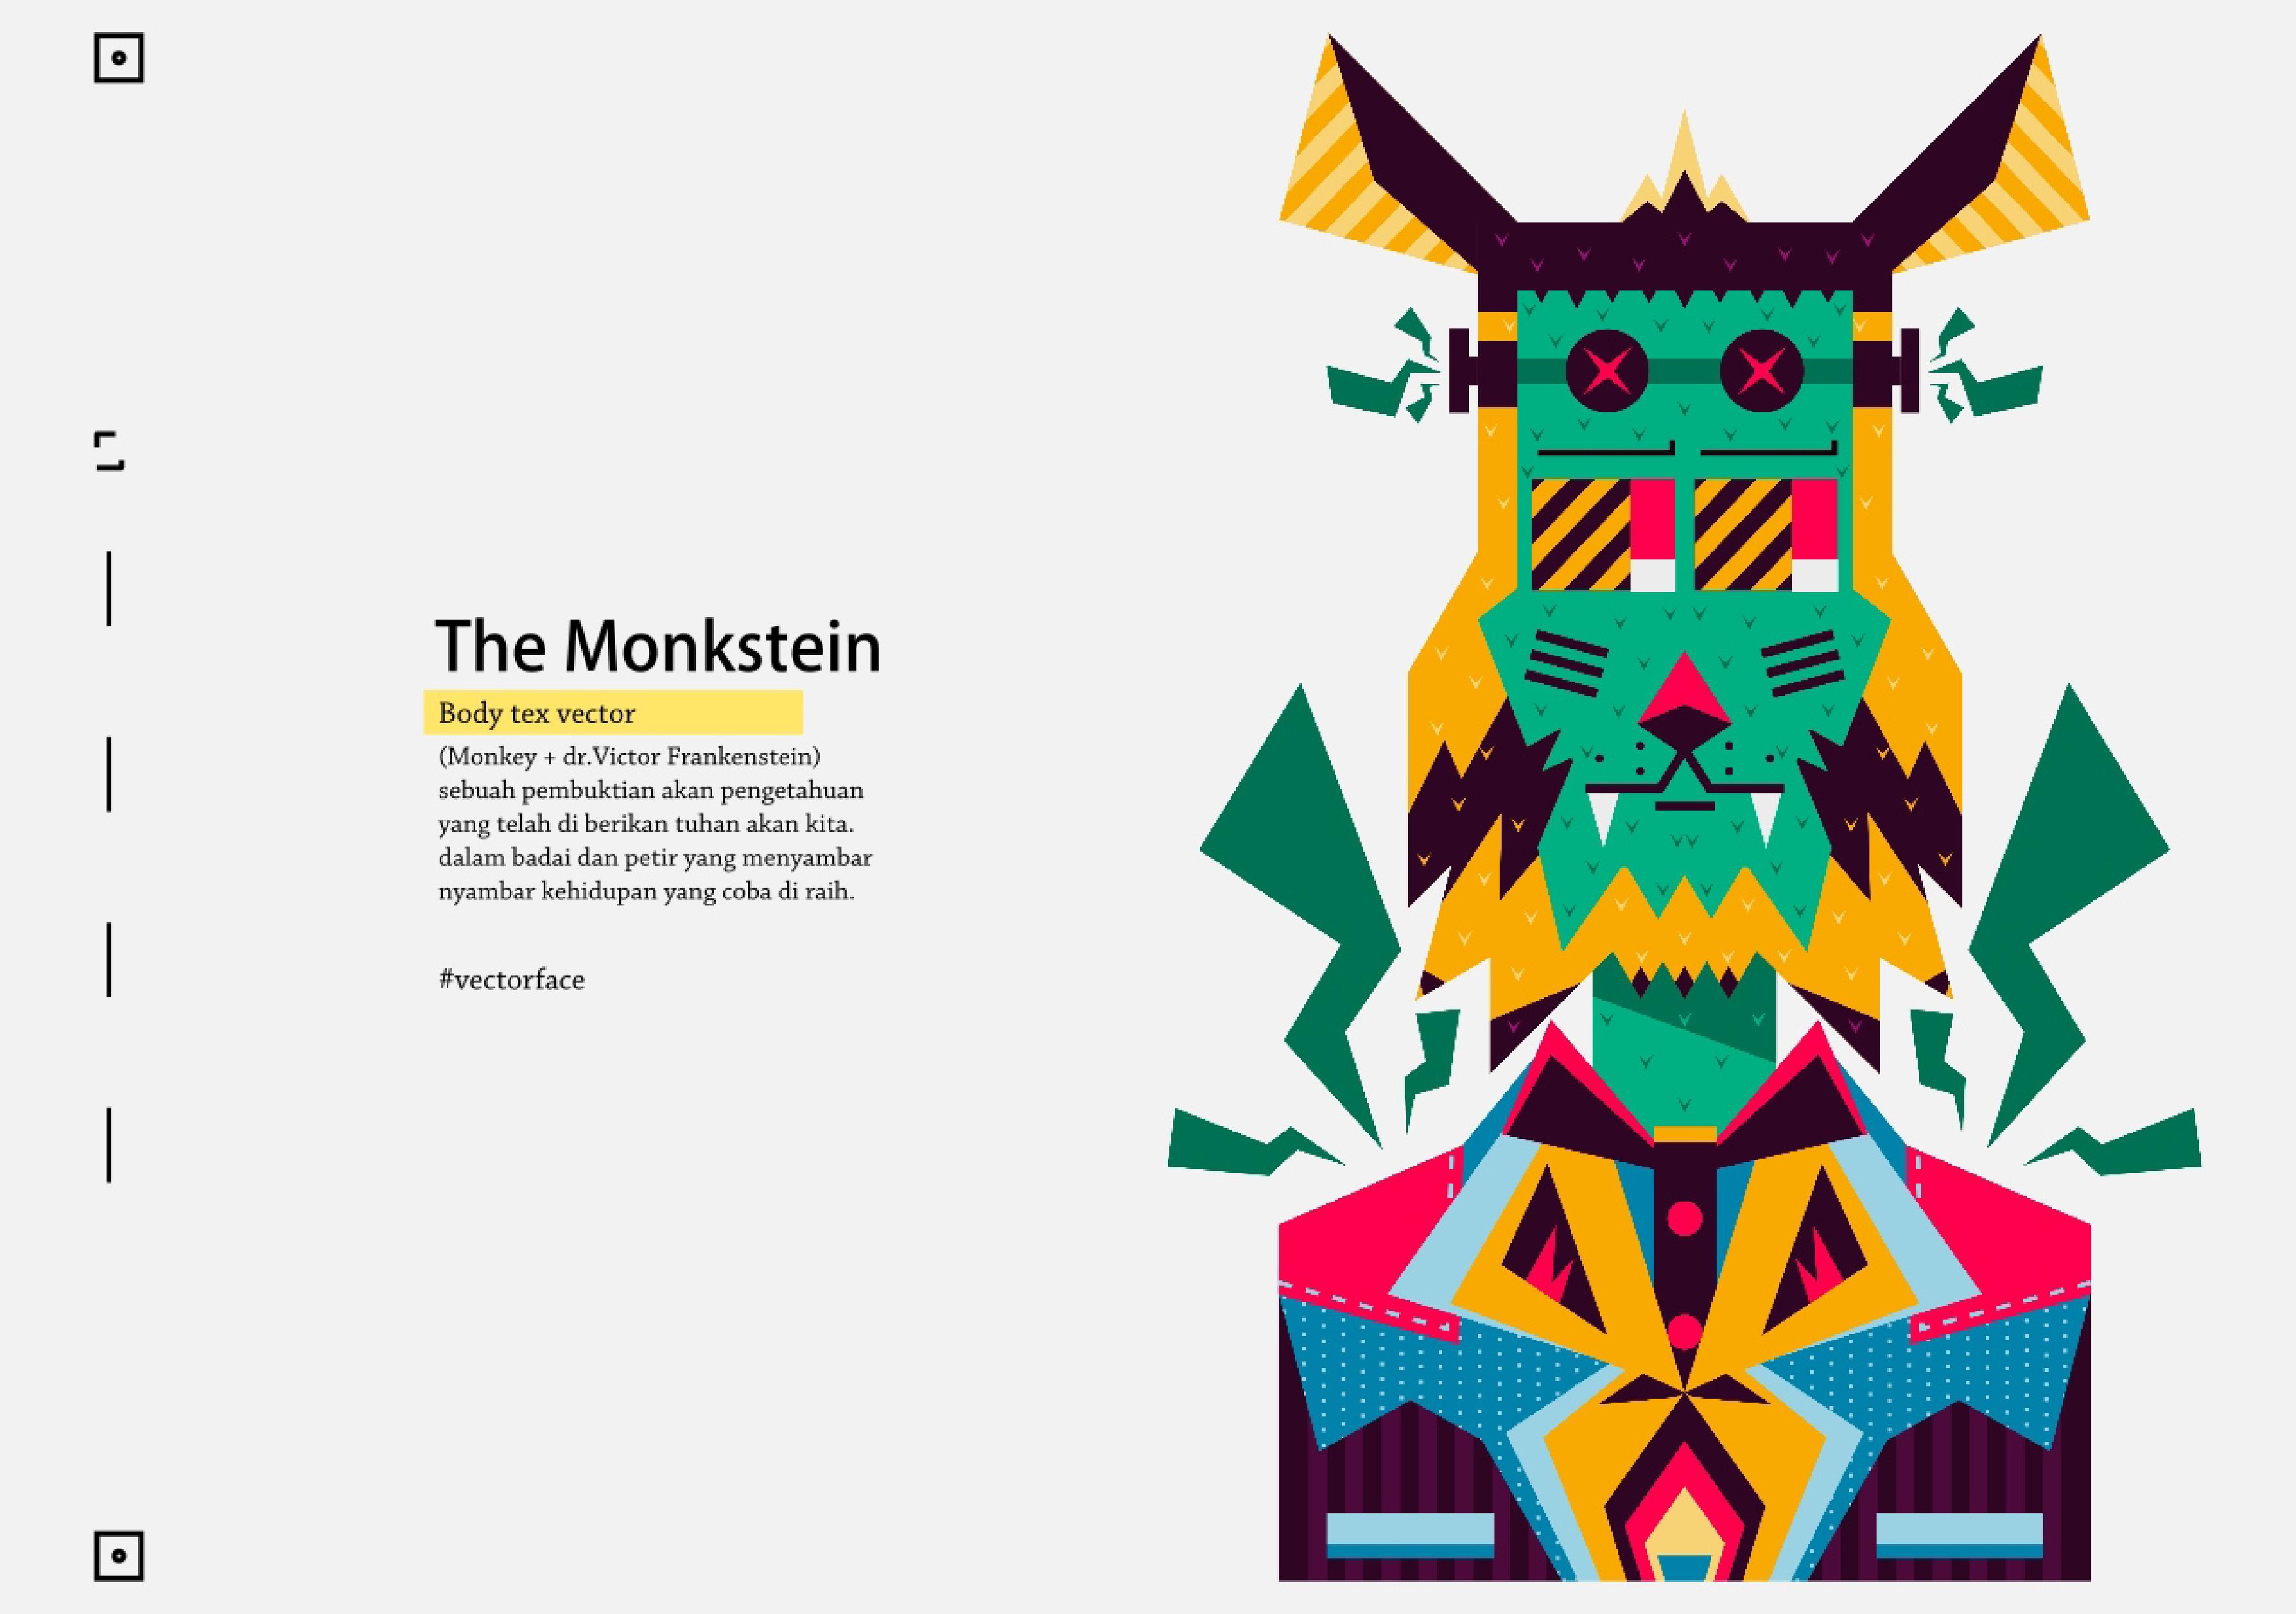 The Monkstein
Body tex vector
(Monkey + dr.Victor Frankenstein)
sebuah pembuktian akan pengetahuan
yang telah di berikan tuhan akan kita.
dalam badai dan petir yang menyambar
nyambar kehidupan yang coba di raih.
#vectorface